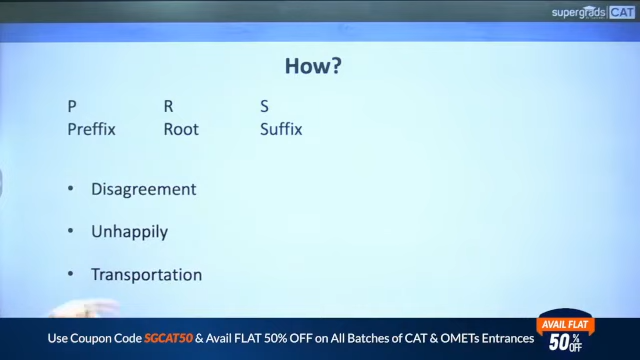 supergrads CAT
How?
P R S
Preffix Root Suffix
• Disagreement
• Unhappily
• Transportation
Use Coupon Code SGCAT50 & Avail FLAT 50% OFF on All Batches of CAT & OMETs Entrances
AVAIL FLAT
50% OFF